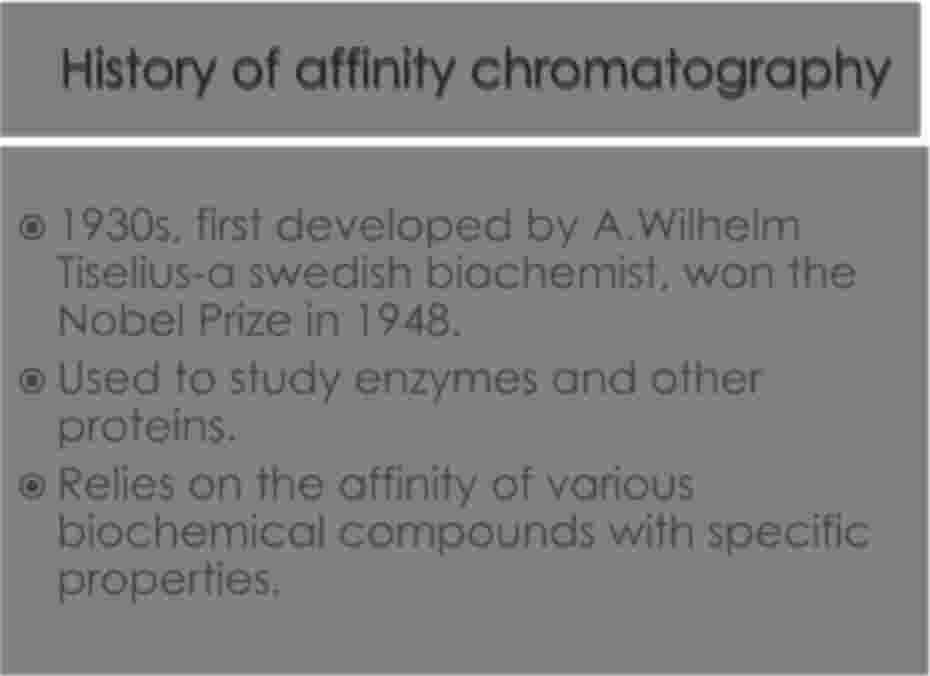 History of affinity chromatography
1930s, first developed by A.Wilhelm
Tiselius-a swedish biochemist, won the
Nobel Prize in 1948.
Used to study enzymes and other
proteins.
Relies on the affinity of various
biochemical compounds with specific
properties.